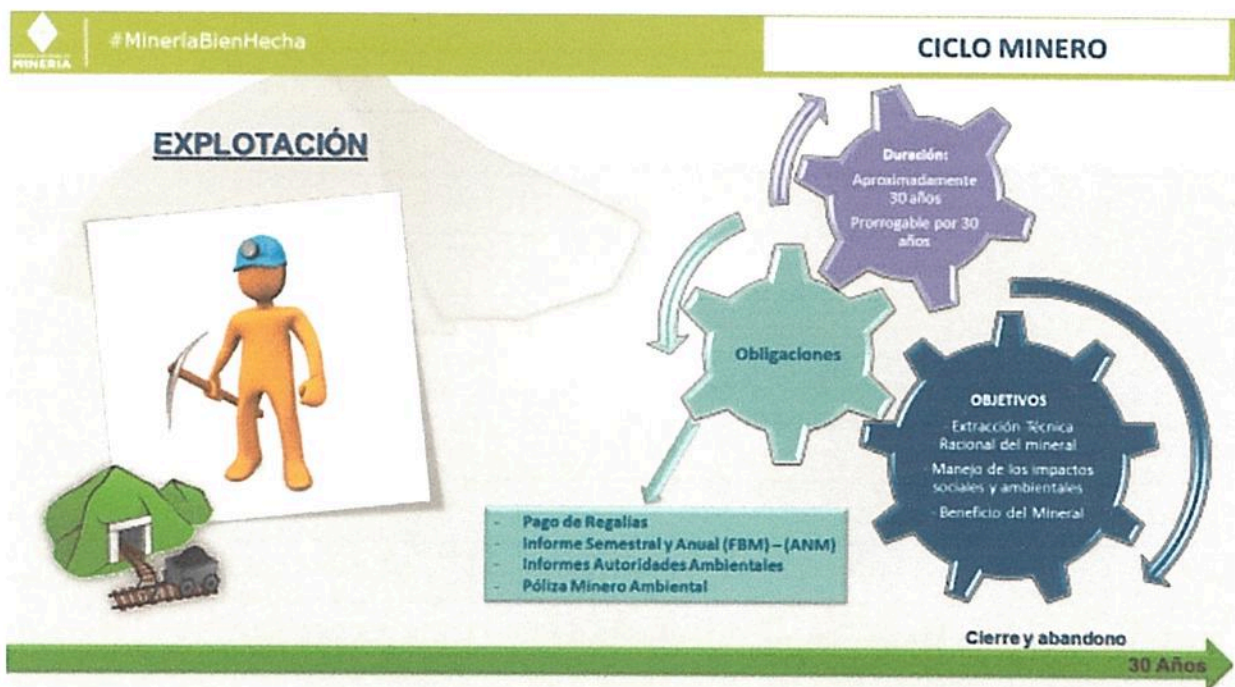 MINERÍA
#MineríaBienHecha
CICLO MINERO
EXPLOTACIÓN
Duración:
Aproximadamente
30 años
Prorrogable por 30
años
Obligaciones
OBJETIVOS
- Extracción Técnica
Racional del mineral
- Manejo de los impactos
sociales y ambientales
- Beneficio del Mineral
- Pago de Regalías
- Informe Semestral y Anual (FBM) – (ANM)
- Informes Autoridades Ambientales
- Póliza Minero Ambiental
Cierre y abandono
30 Años